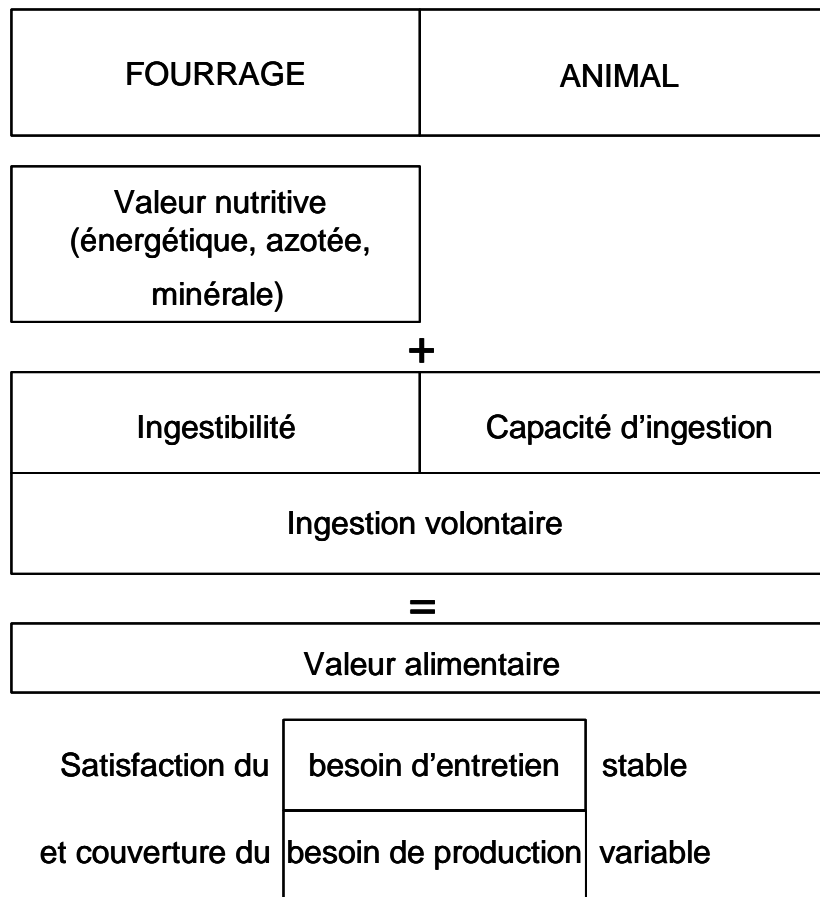 FOURRAGE ANIMAL
Valeur nutritive
(énergétique, azotée,
minérale)
+
Ingestibilité Capacité d'ingestion
Ingestion volontaire
=
Valeur alimentaire
Satisfaction du besoin d'entretien stable
et couverture du besoin de production variable